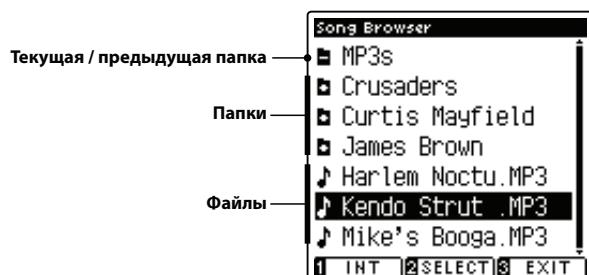 Song Browser
Текущая / предыдущая папка
MP3s
Папки
Crusaders
Curtis Mayfield
James Brown
Файлы
Harlem Noctu.MP3
Kendo Strut .MP3
Mike's Booga.MP3
1 INT 2 SELECT 3 EXIT